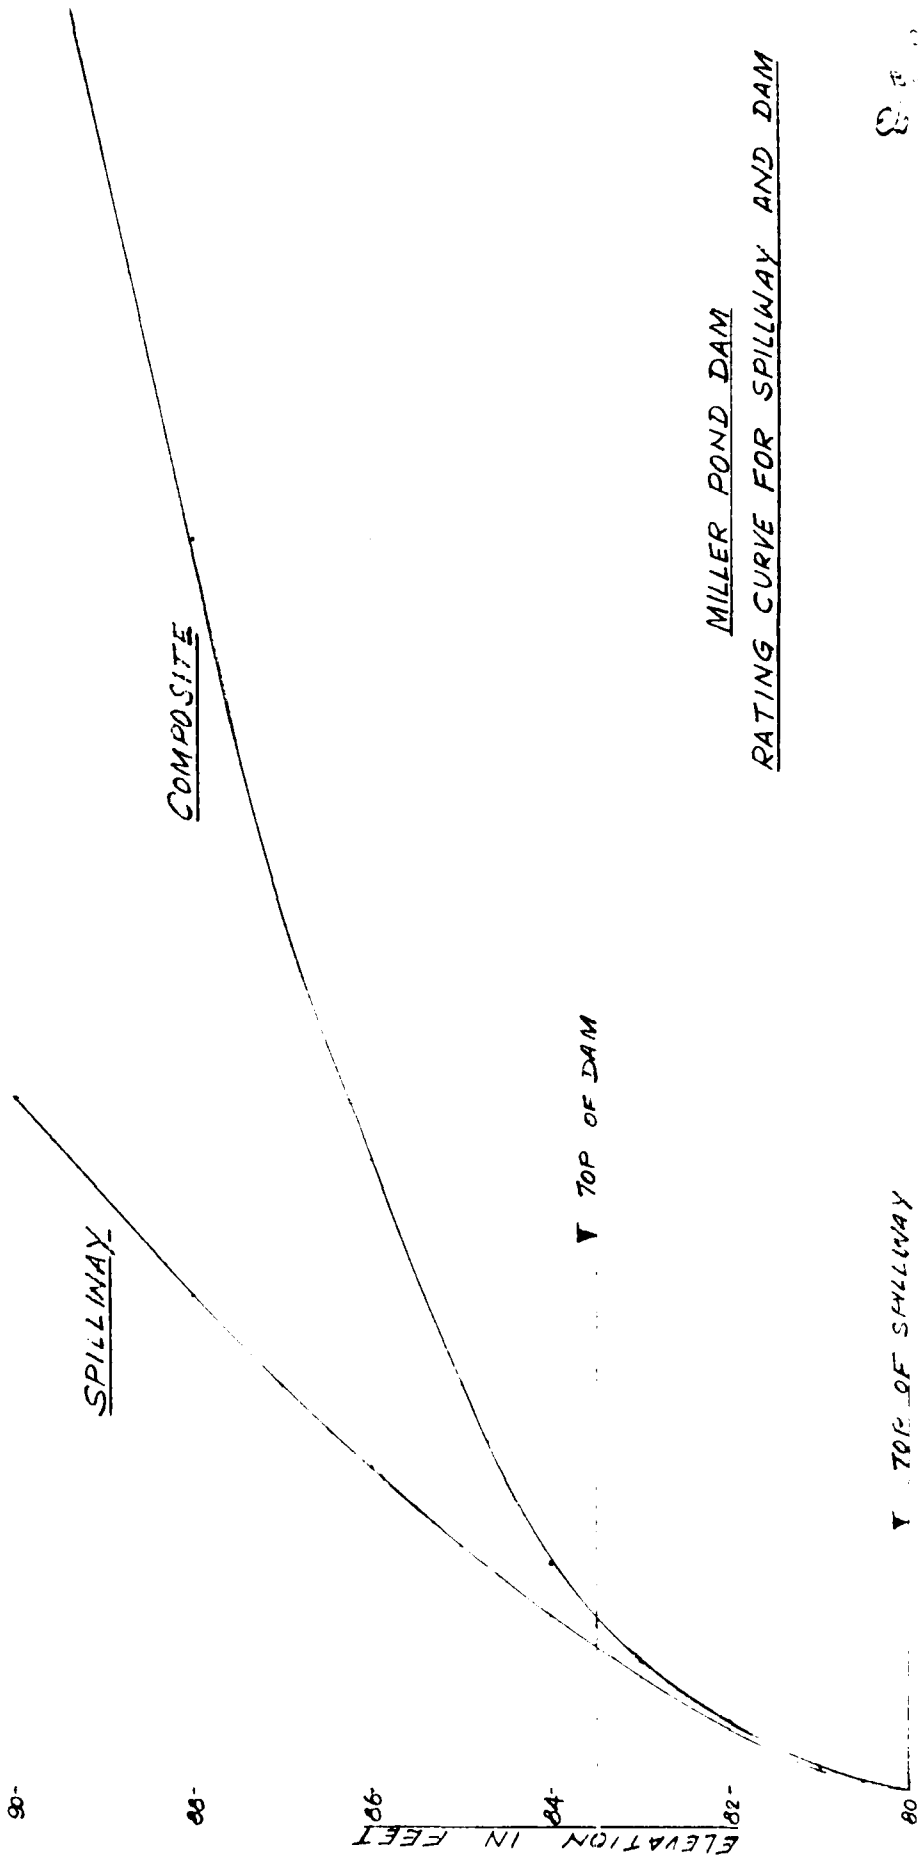 90-
88-
86-
84-
82-
80
ELEVATION IN FEET
SPILLWAY
COMPOSITE
TOP OF DAM
TOP OF SPILLWAY
MILLER POND DAM
RATING CURVE FOR SPILLWAY AND DAM